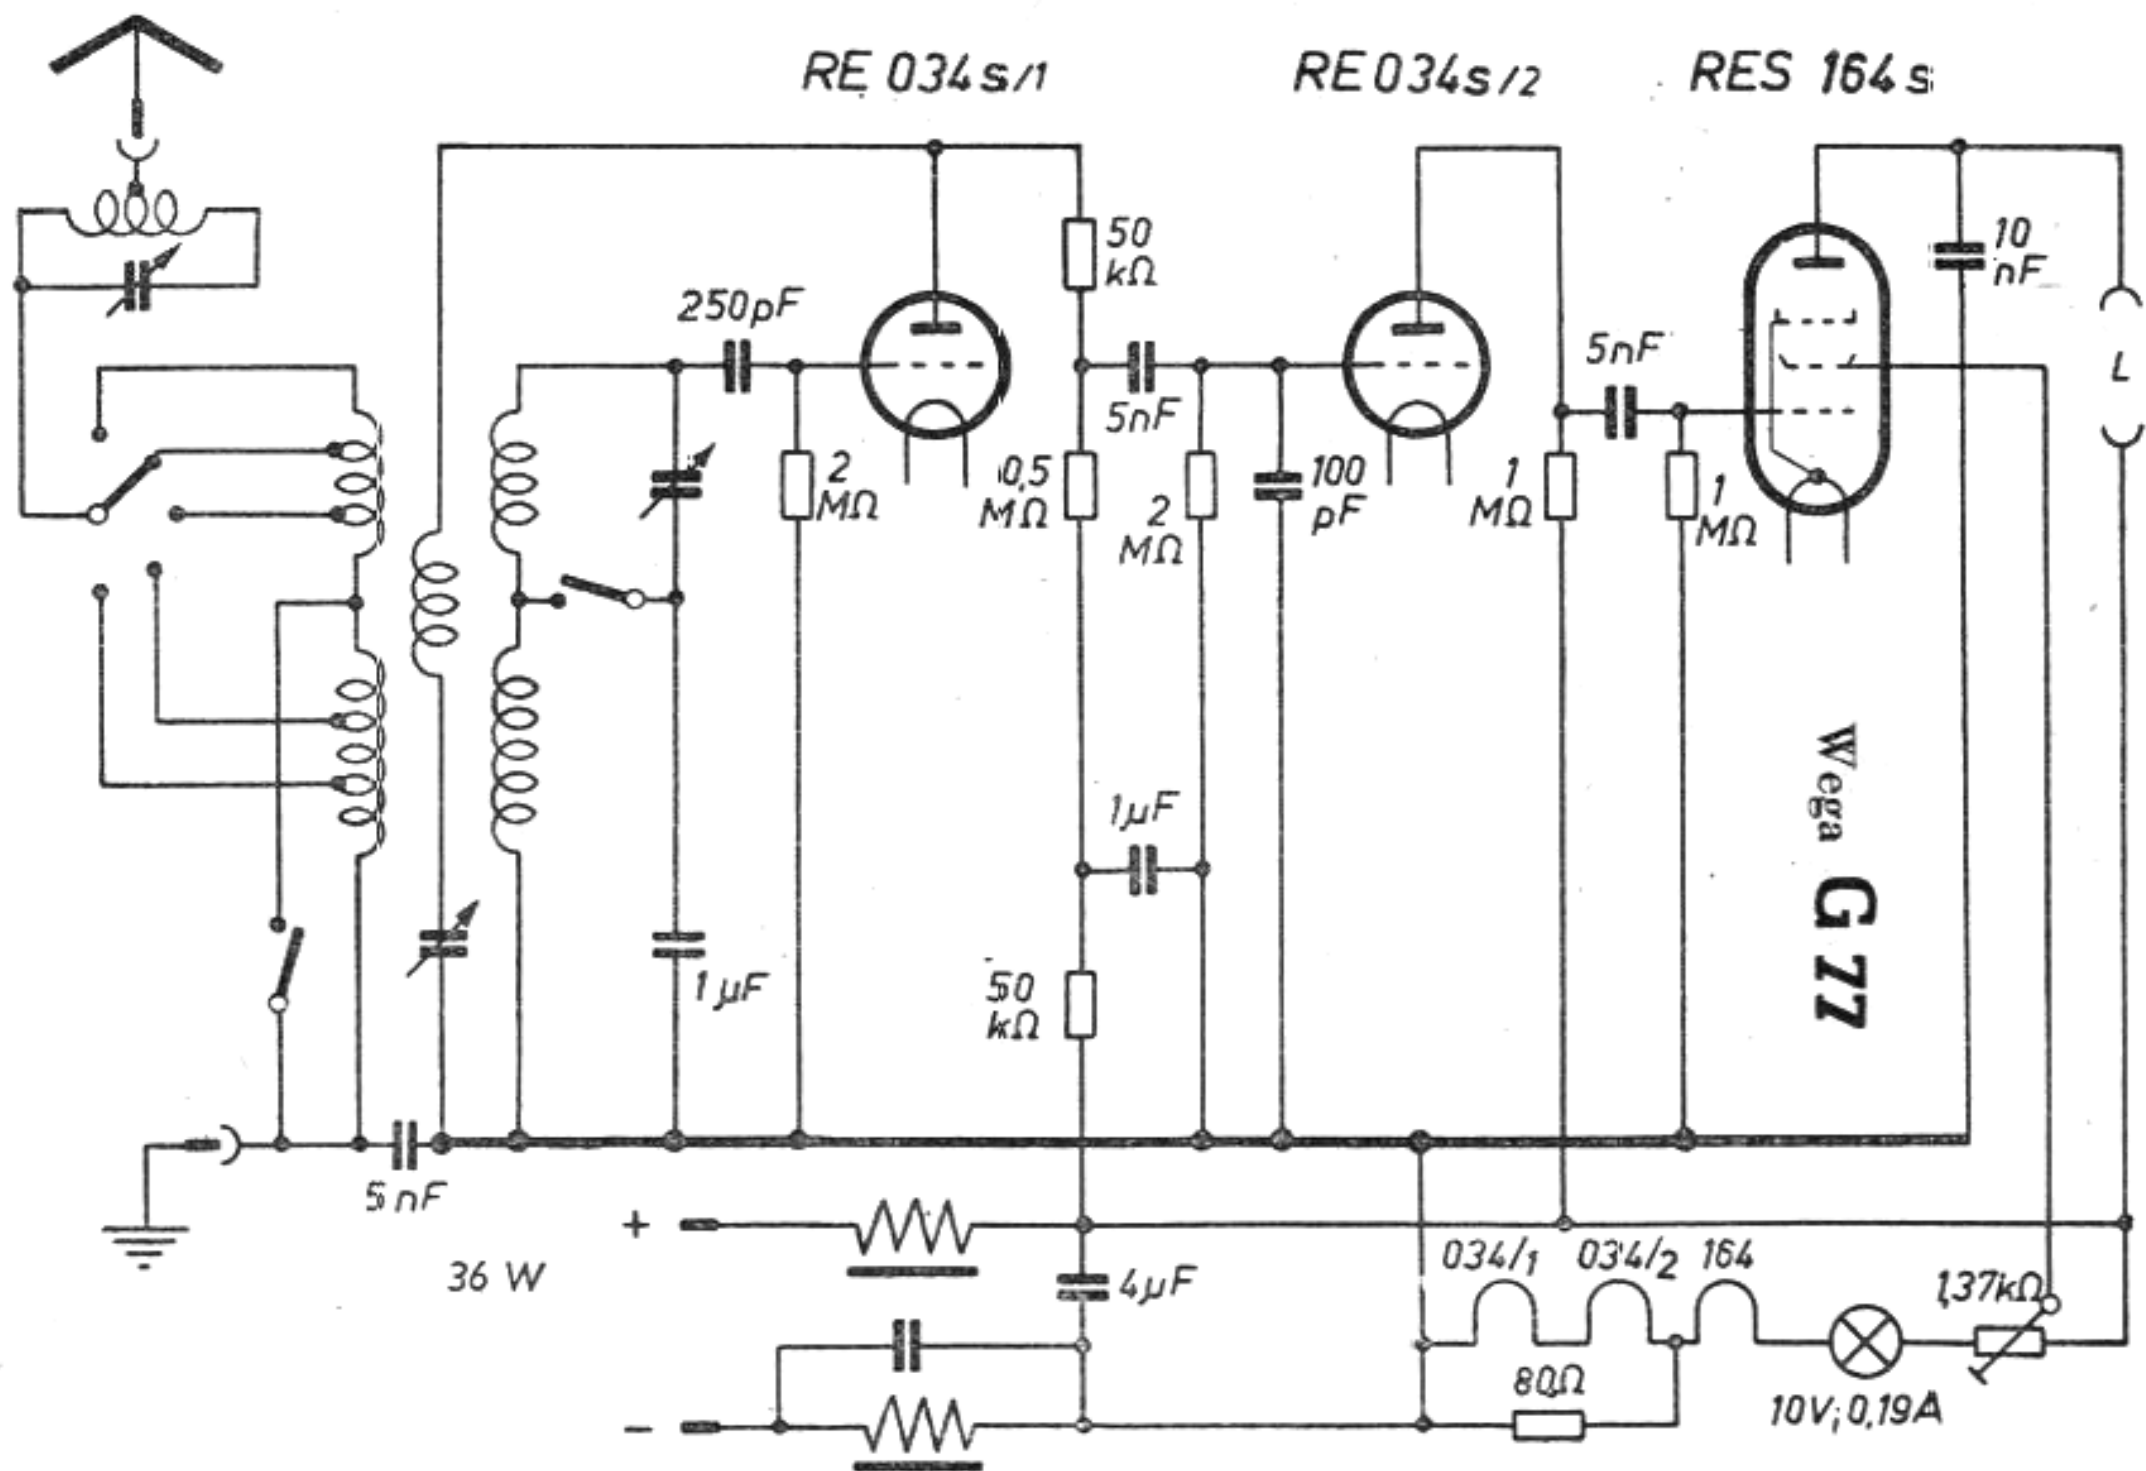 RE 034s/1
RE 034s/2
RES 164s
50
kΩ
10
nF
250pF
5nF
L
5nF
2
MΩ
0,5
MΩ
2
MΩ
100
pF
1
MΩ
1
MΩ
Wega G 77
1µF
1µF
50
kΩ
5nF
+
36 W
4µF
034/1
034/2
164
1,37kΩ
80Ω
10V; 0,19A
−